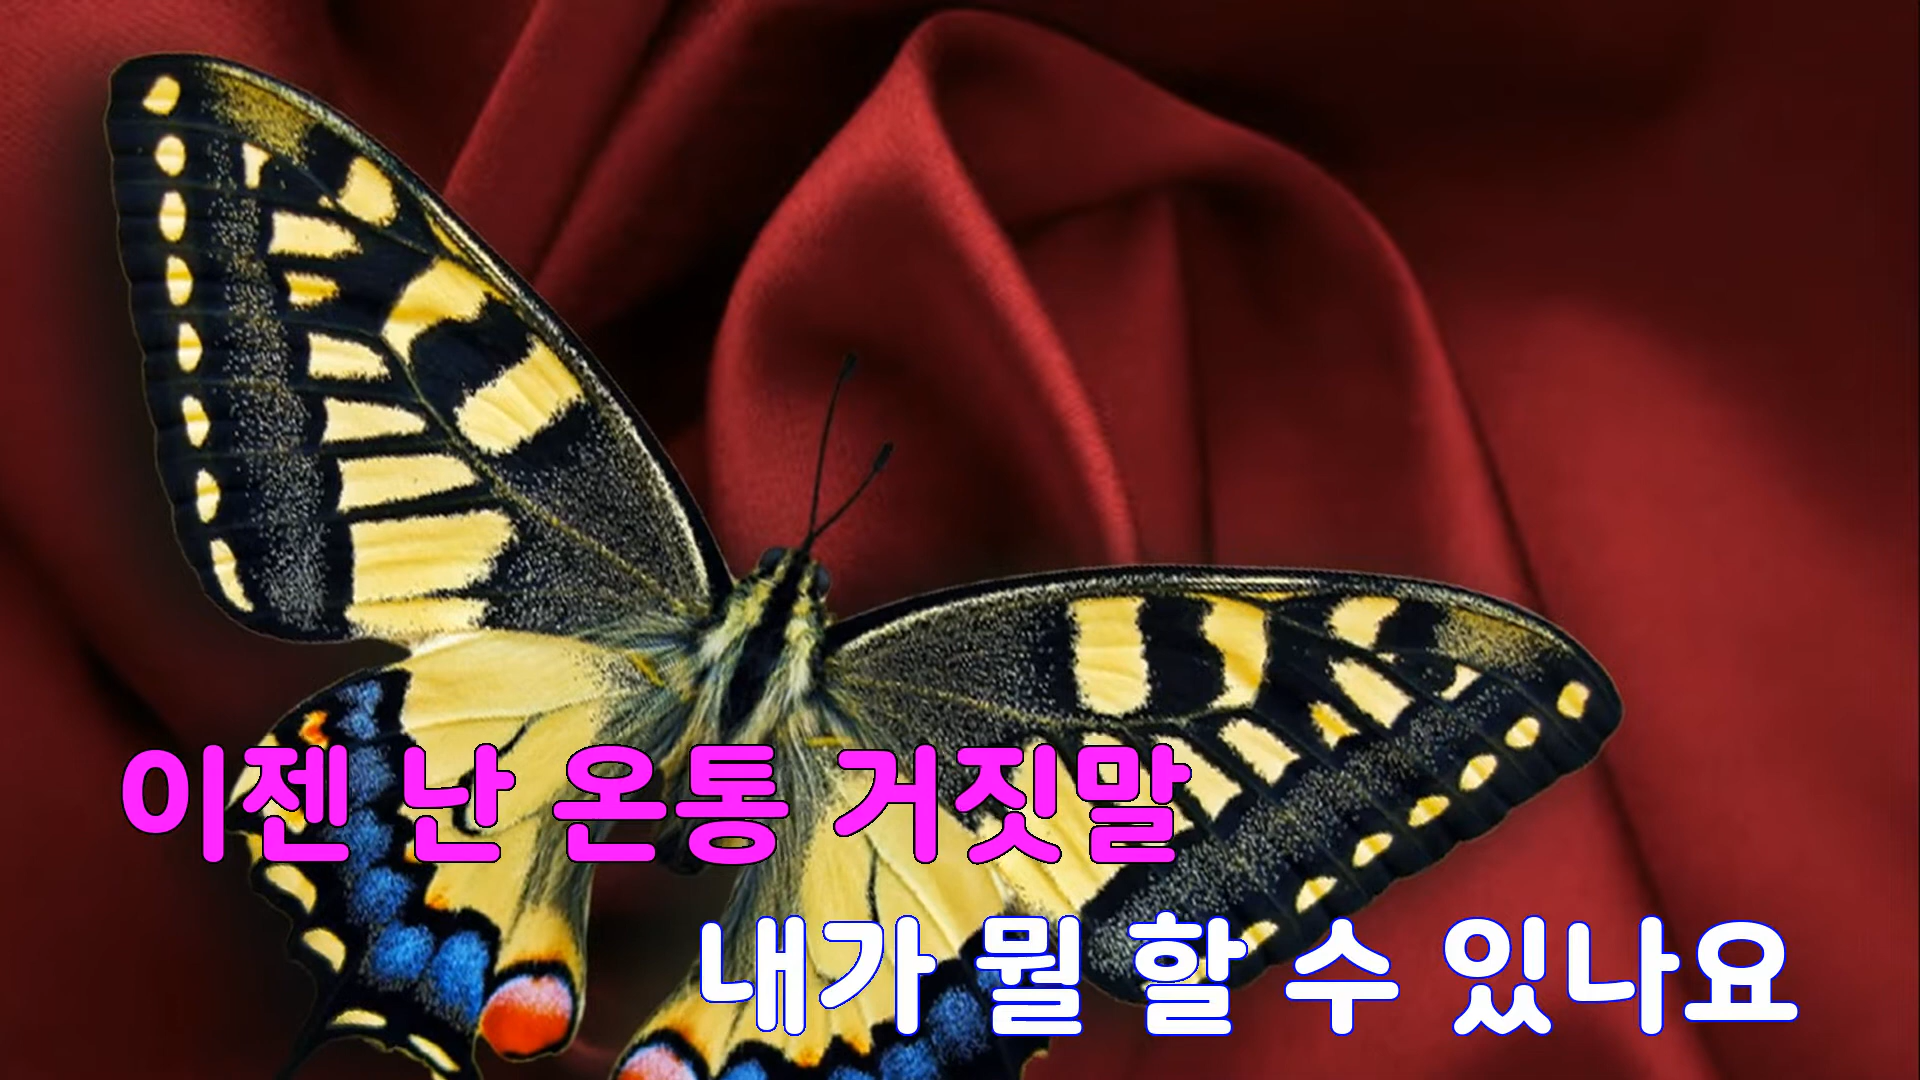 이젠 난 온통 거짓말
내가 뭘 할 수 있나요